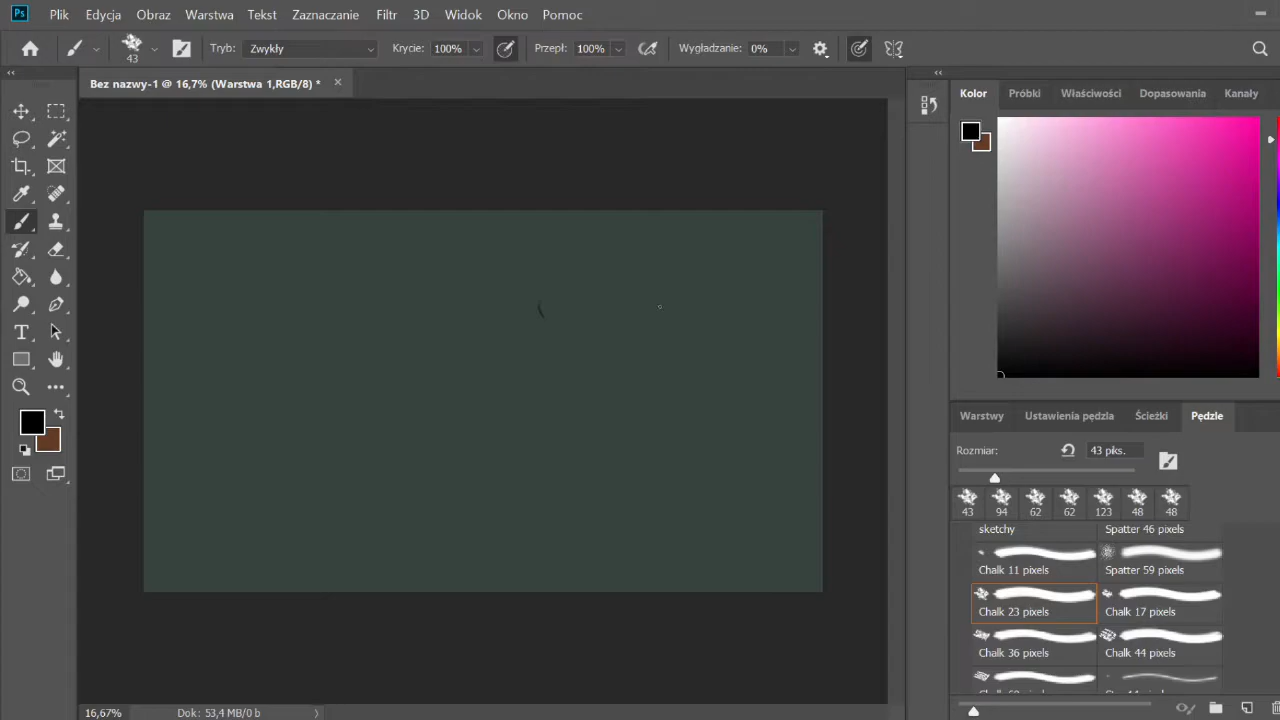 Ps Plik Edycja Obraz Warstwa Tekst Zaznaczanie Filtr 3D Widok Okno Pomoc
43 Tryb: Zwykły Krycie: 100% Przepł: 100% Wygładzanie: 0%
Bez nazwy-1 @ 16,7% (Warstwa 1,RGB/8) *
Kolor Próbki Właściwości Dopasowania Kanały
Warstwy Ustawienia pędzla Ścieżki Pędzle
Rozmiar: 43 piks.
43 94 62 62 123 48 48
sketchy Spatter 46 pixels
Chalk 11 pixels Spatter 59 pixels
Chalk 23 pixels Chalk 17 pixels
Chalk 36 pixels Chalk 44 pixels
16,67% Dok: 53,4 MB/0 b